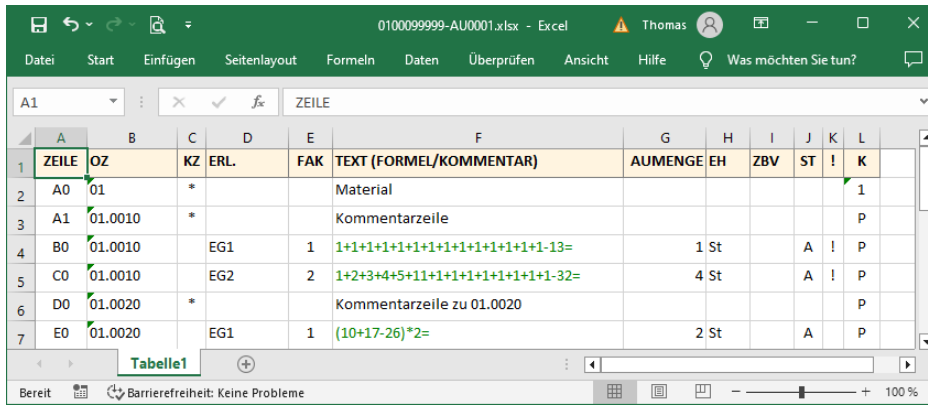 0100099999-AU0001.xlsx - Excel Thomas
Datei Start Einfügen Seitenlayout Formeln Daten Überprüfen Ansicht Hilfe Was möchten Sie tun?
A1 fx ZEILE
A B C D E F G H I J K L
1 ZEILE OZ KZ ERL. FAK TEXT (FORMEL/KOMMENTAR) AUMENGE EH ZBV ST ! K
2 A0 01 * Material 1
3 A1 01.0010 * Kommentarzeile P
4 B0 01.0010 EG1 1 1+1+1+1+1+1+1+1+1+1+1+1+1+1-13= 1 St A ! P
5 C0 01.0010 EG2 2 1+2+3+4+5+11+1+1+1+1+1+1+1+1-32= 4 St A ! P
6 D0 01.0020 * Kommentarzeile zu 01.0020 P
7 E0 01.0020 EG1 1 (10+17-26)*2= 2 St A P
Tabelle1
Bereit Barrierefreiheit: Keine Probleme 100 %